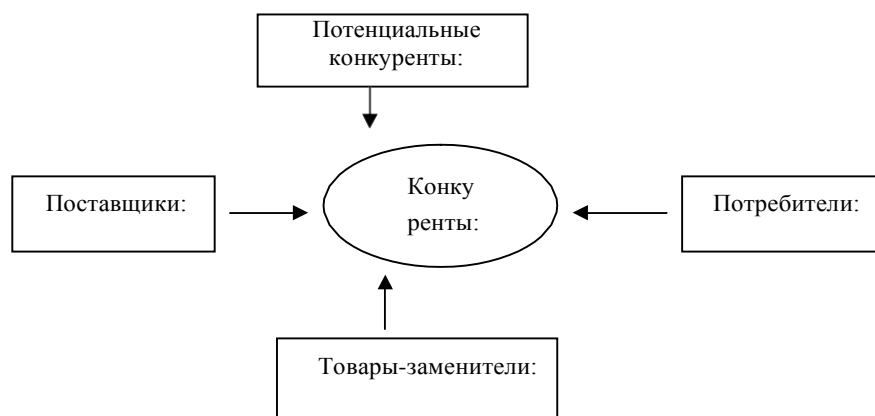 Потенциальные
конкуренты:
Поставщики:
Конку
ренты:
Потребители:
Товары-заменители: